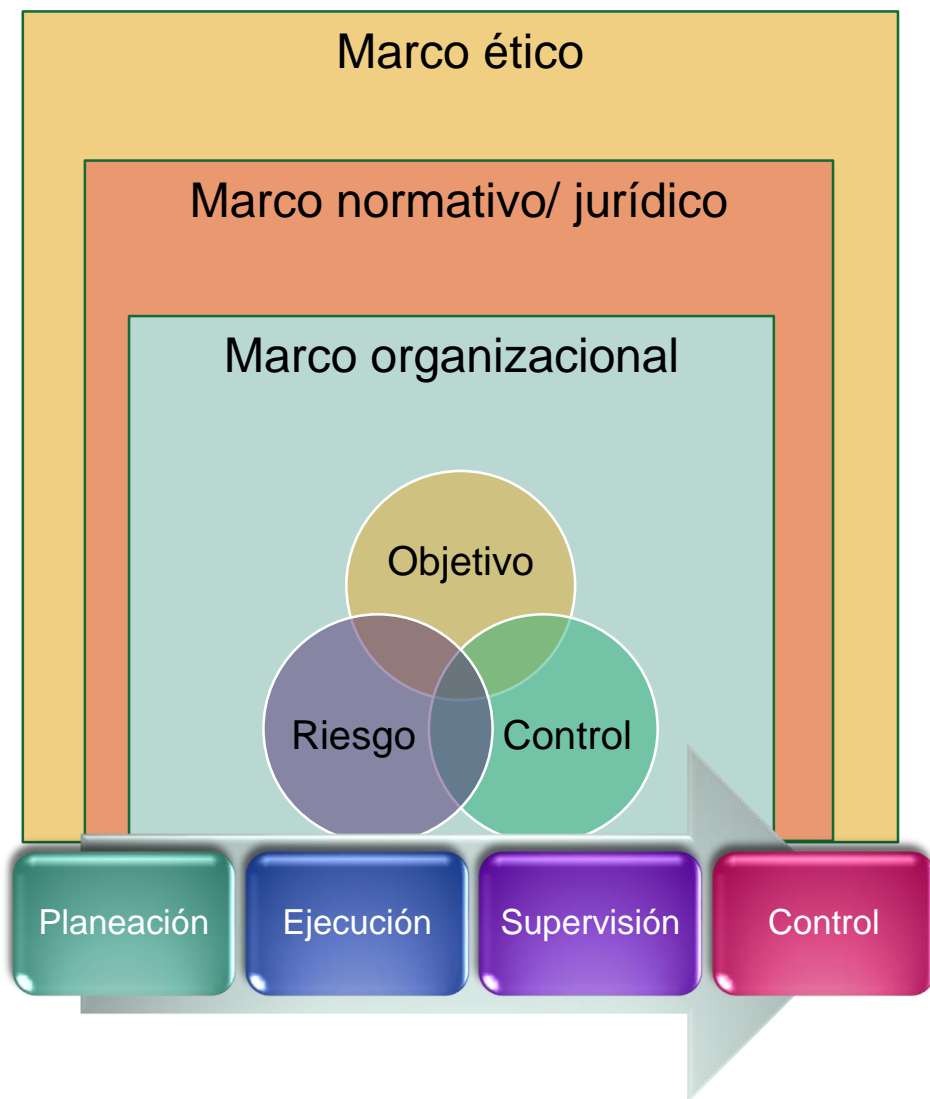 Marco ético
Marco normativo/ jurídico
Marco organizacional
Objetivo
Riesgo
Control
Planeación
Ejecución
Supervisión
Control